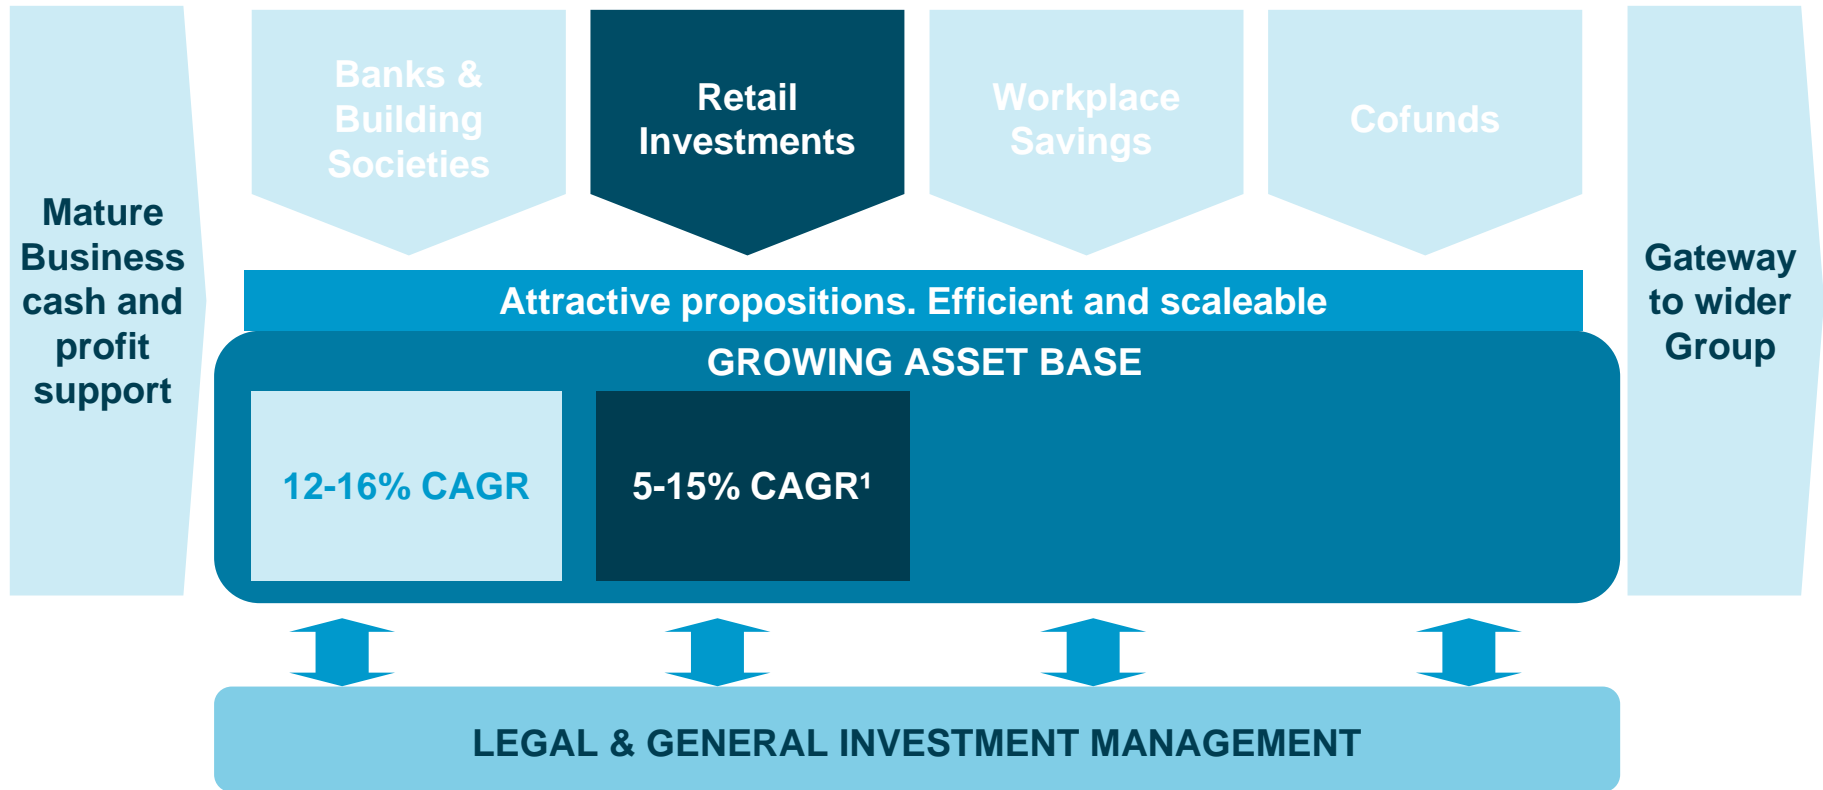 Mature
Business
cash and
profit
support
Banks &
Building
Societies
Retail
Investments
Workplace
Savings
Cofunds
Attractive propositions. Efficient and scaleable
GROWING ASSET BASE
12-16% CAGR
5-15% CAGR¹
Gateway
to wider
Group
LEGAL & GENERAL INVESTMENT MANAGEMENT